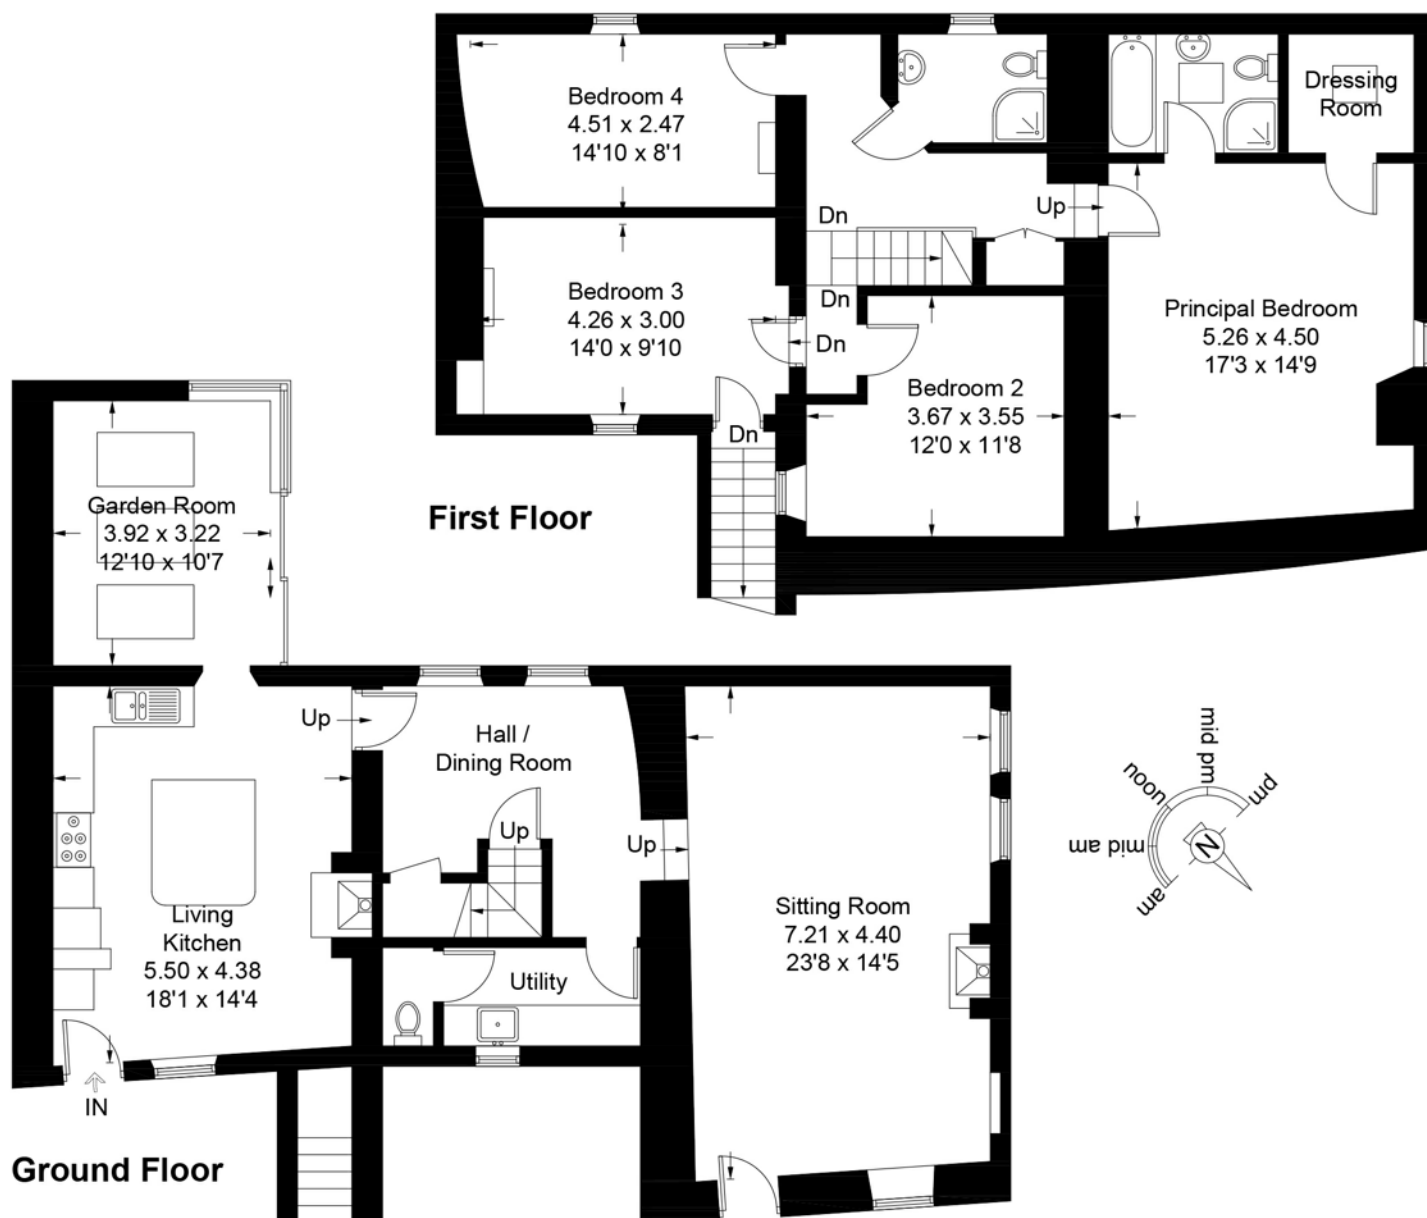 Bedroom 4
4.51 x 2.47
14'10 x 8'1
Dressing
Room
Up
Dn
Bedroom 3
4.26 x 3.00
14'0 x 9'10
Dn
Dn
Principal Bedroom
5.26 x 4.50
17'3 x 14'9
Bedroom 2
3.67 x 3.55
12'0 x 11'8
Dn
First Floor
Garden Room
3.92 x 3.22
12'10 x 10'7
Up
Hall /
Dining Room
Up
Up
Living
Kitchen
5.50 x 4.38
18'1 x 14'4
Utility
Sitting Room
7.21 x 4.40
23'8 x 14'5
IN
Ground Floor
am
mid am
noon
mid pm
pm
N